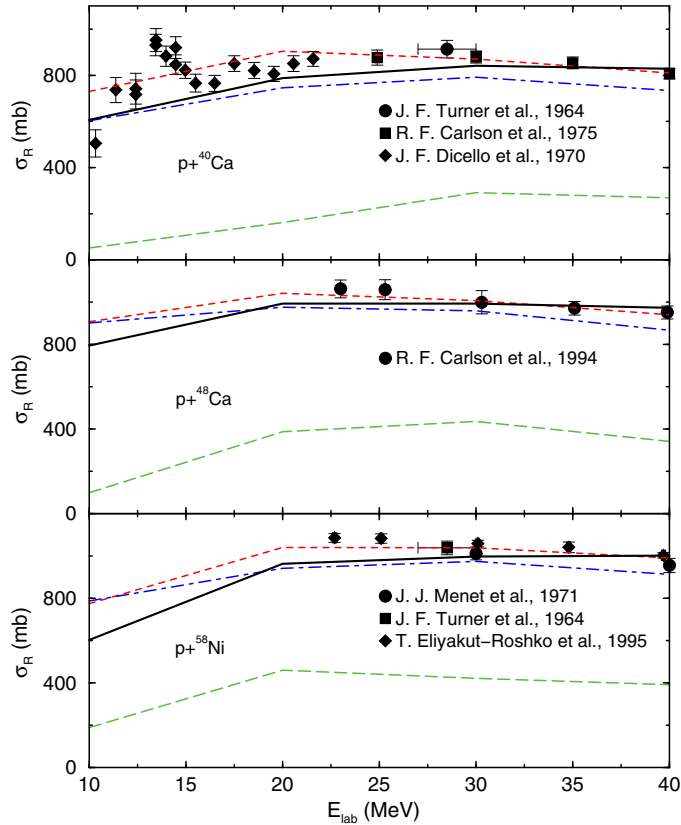 800
400
0
σR (mb)
p+40Ca
J. F. Turner et al., 1964
R. F. Carlson et al., 1975
J. F. Dicello et al., 1970
800
400
0
σR (mb)
p+48Ca
R. F. Carlson et al., 1994
800
400
0
σR (mb)
p+58Ni
J. J. Menet et al., 1971
J. F. Turner et al., 1964
T. Eliyakut−Roshko et al., 1995
10 15 20 25 30 35 40
Elab (MeV)